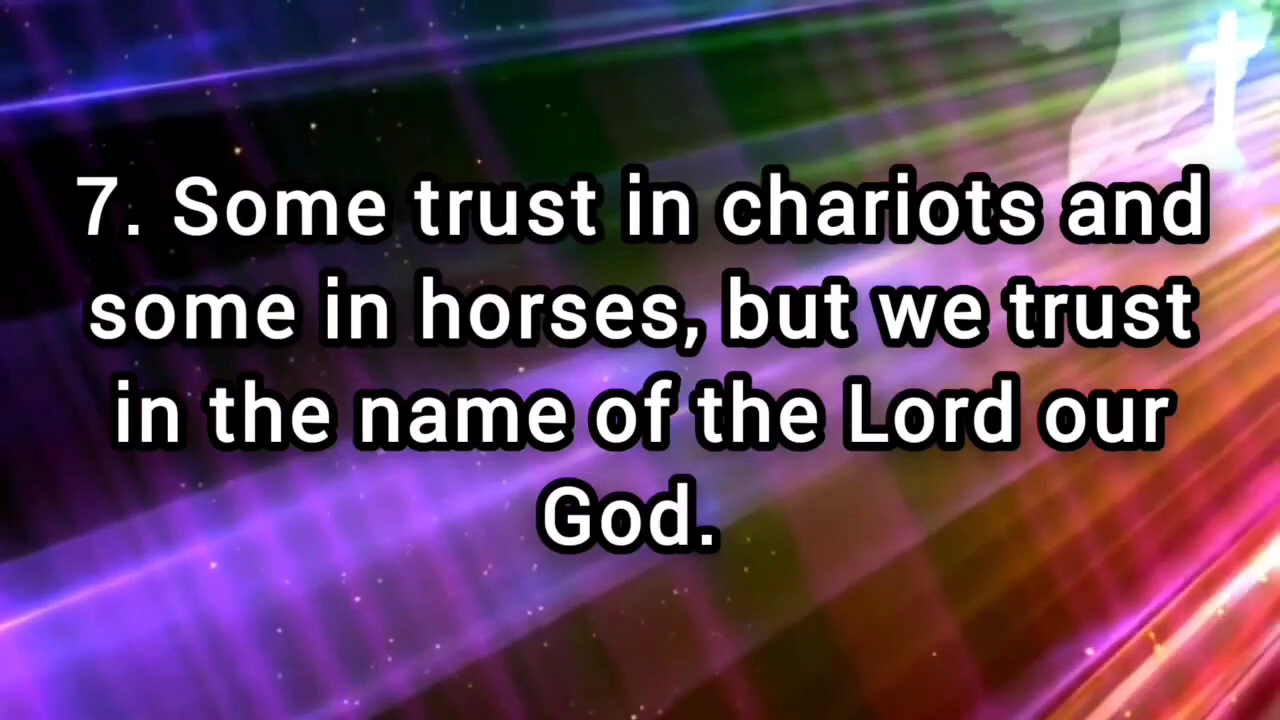 7. Some trust in chariots and
some in horses, but we trust
in the name of the Lord our
God.